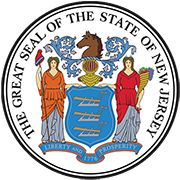 THE GREAT SEAL OF THE STATE OF NEW JERSEY
LIBERTY AND PROSPERITY
1776